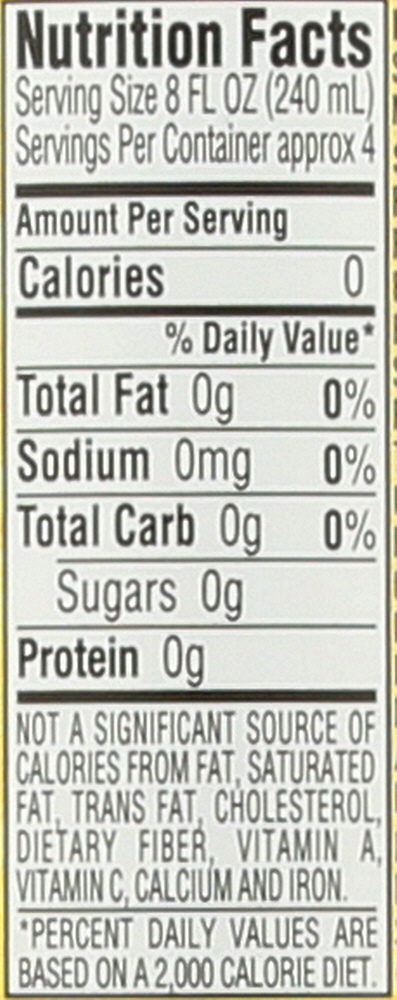 Nutrition Facts
Serving Size 8 FL OZ (240 mL)
Servings Per Container approx 4
Amount Per Serving
Calories 0
% Daily Value*
Total Fat 0g 0%
Sodium 0mg 0%
Total Carb 0g 0%
Sugars 0g
Protein 0g
NOT A SIGNIFICANT SOURCE OF
CALORIES FROM FAT, SATURATED
FAT, TRANS FAT, CHOLESTEROL,
DIETARY FIBER, VITAMIN A,
VITAMIN C, CALCIUM AND IRON.
*PERCENT DAILY VALUES ARE
BASED ON A 2,000 CALORIE DIET.